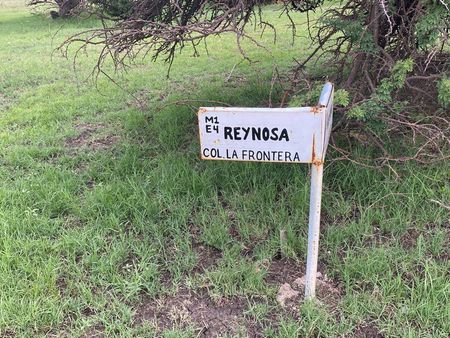 M1
E4 REYNOSA
COL. LA FRONTERA